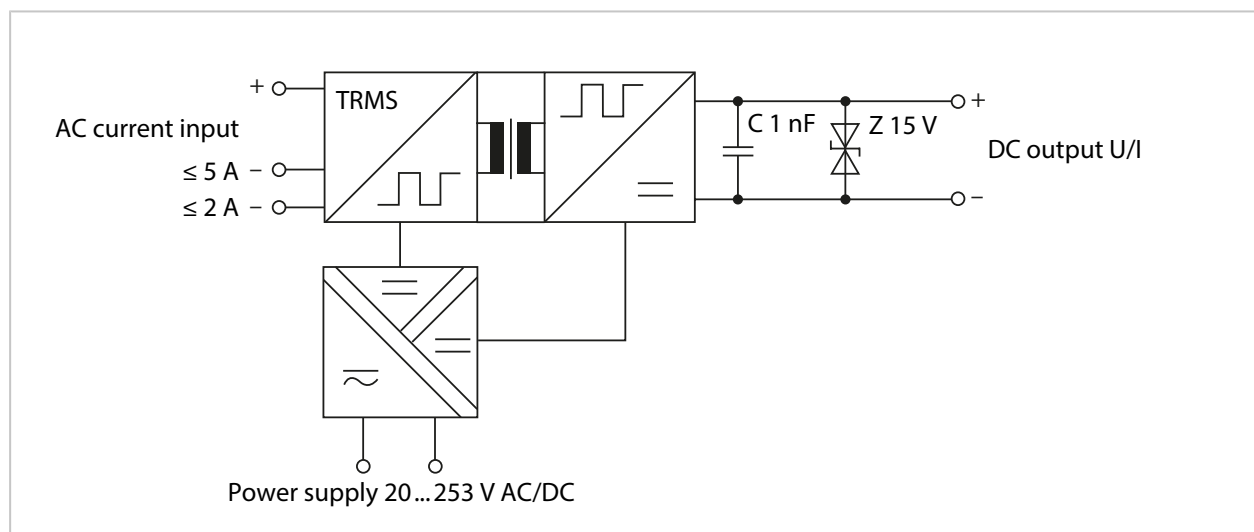 +
TRMS
AC current input
≤ 5 A –
≤ 2 A –
C 1 nF
Z 15 V
+
DC output U/I
–
Power supply 20 ... 253 V AC/DC